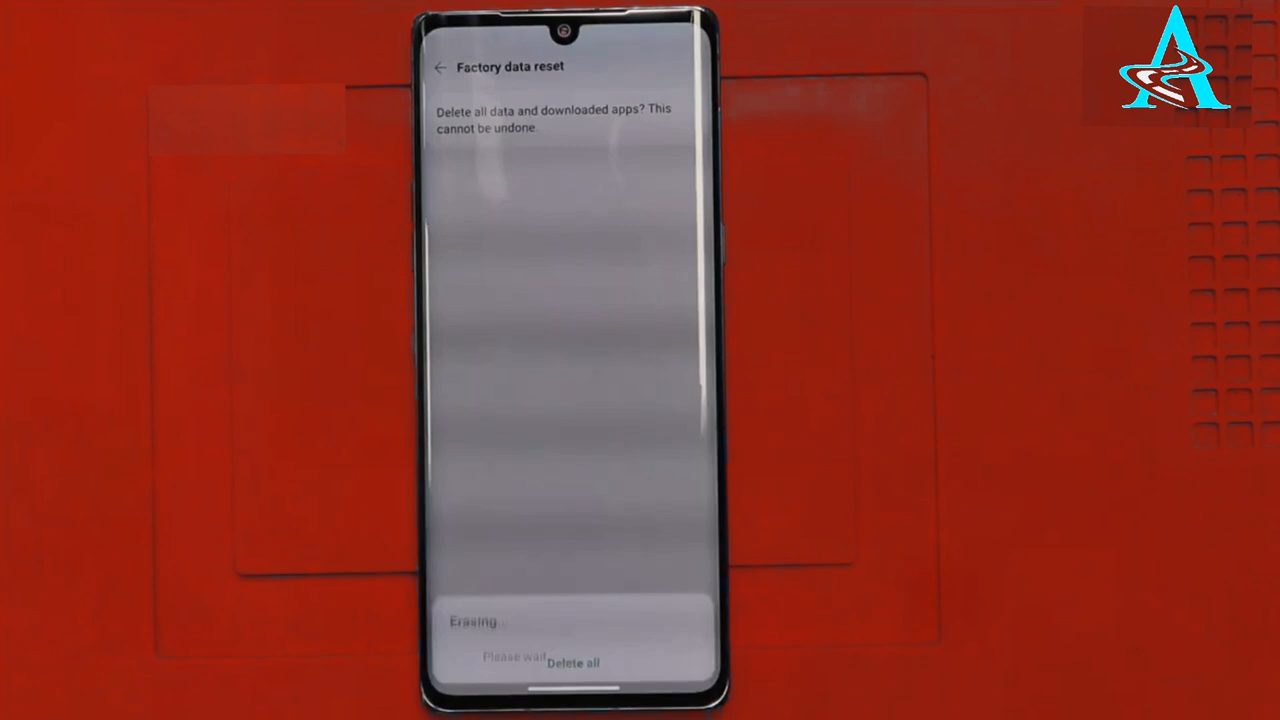 Factory data reset
Delete all data and downloaded apps? This
cannot be undone.
Erasing...
Please wait...
Delete all